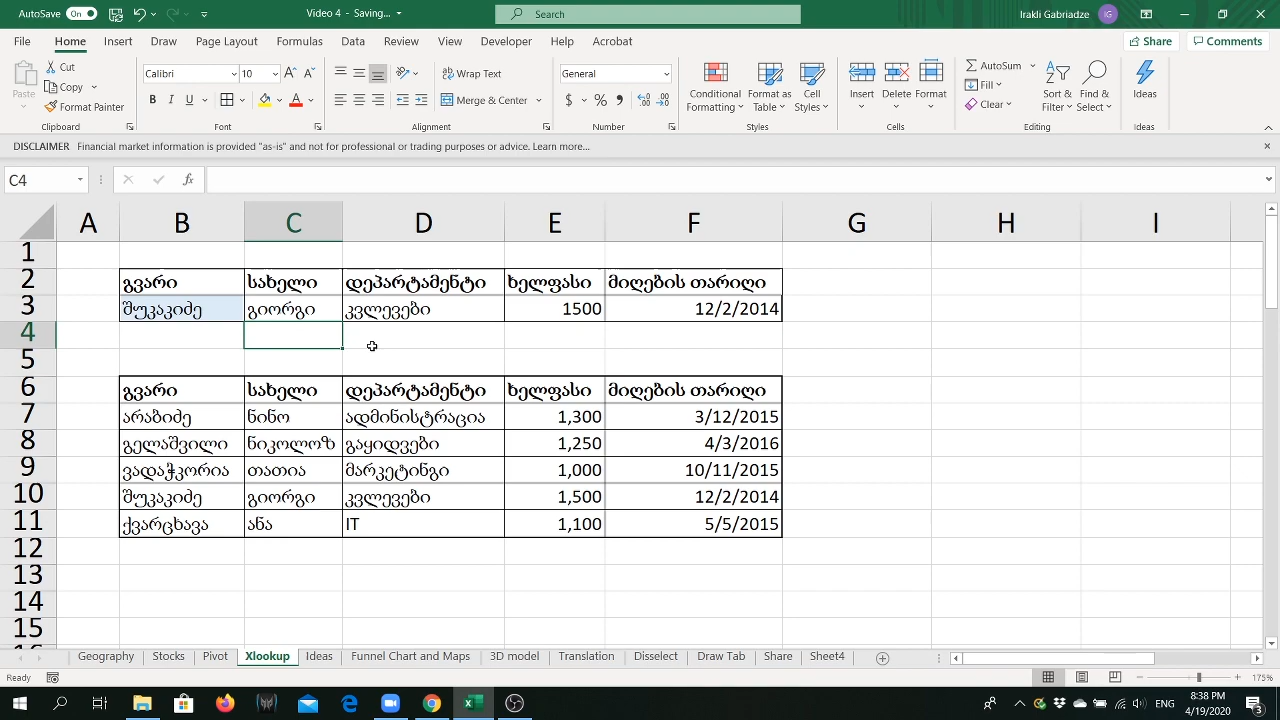 AutoSave On Video 4 - Saving... Search Irakli Gabriadze IG
File Home Insert Draw Page Layout Formulas Data Review View Developer Help Acrobat Share Comments
Paste Cut Copy Format Painter Clipboard
Calibri 10 B I U A Font
Wrap Text Merge & Center Alignment
General $ % Number
Conditional Formatting Format as Table Cell Styles Styles
Insert Delete Format Cells
AutoSum Fill Clear Sort & Filter Find & Select Editing
Ideas Ideas
DISCLAIMER Financial market information is provided "as-is" and not for professional or trading purposes or advice. Learn more...
C4 fx
A B C D E F G H I
1
2 გვარი სახელი დეპარტამენტი ხელფასი მიღების თარიღი
3 შუკაკიძე გიორგი კვლევები 1500 12/2/2014
4
5
6 გვარი სახელი დეპარტამენტი ხელფასი მიღების თარიღი
7 არაბიძე ნინო ადმინისტრაცია 1,300 3/12/2015
8 გელაშვილი ნიკოლოზ გაყიდვები 1,250 4/3/2016
9 ვადაჭკორია თათია მარკეტინგი 1,000 10/11/2015
10 შუკაკიძე გიორგი კვლევები 1,500 12/2/2014
11 ქვარცხავა ანა IT 1,100 5/5/2015
12
13
14
15
Geography Stocks Pivot Xlookup Ideas Funnel Chart and Maps 3D model Translation Disselect Draw Tab Share Sheet4
Ready 175%
ENG 8:38 PM 4/19/2020 3